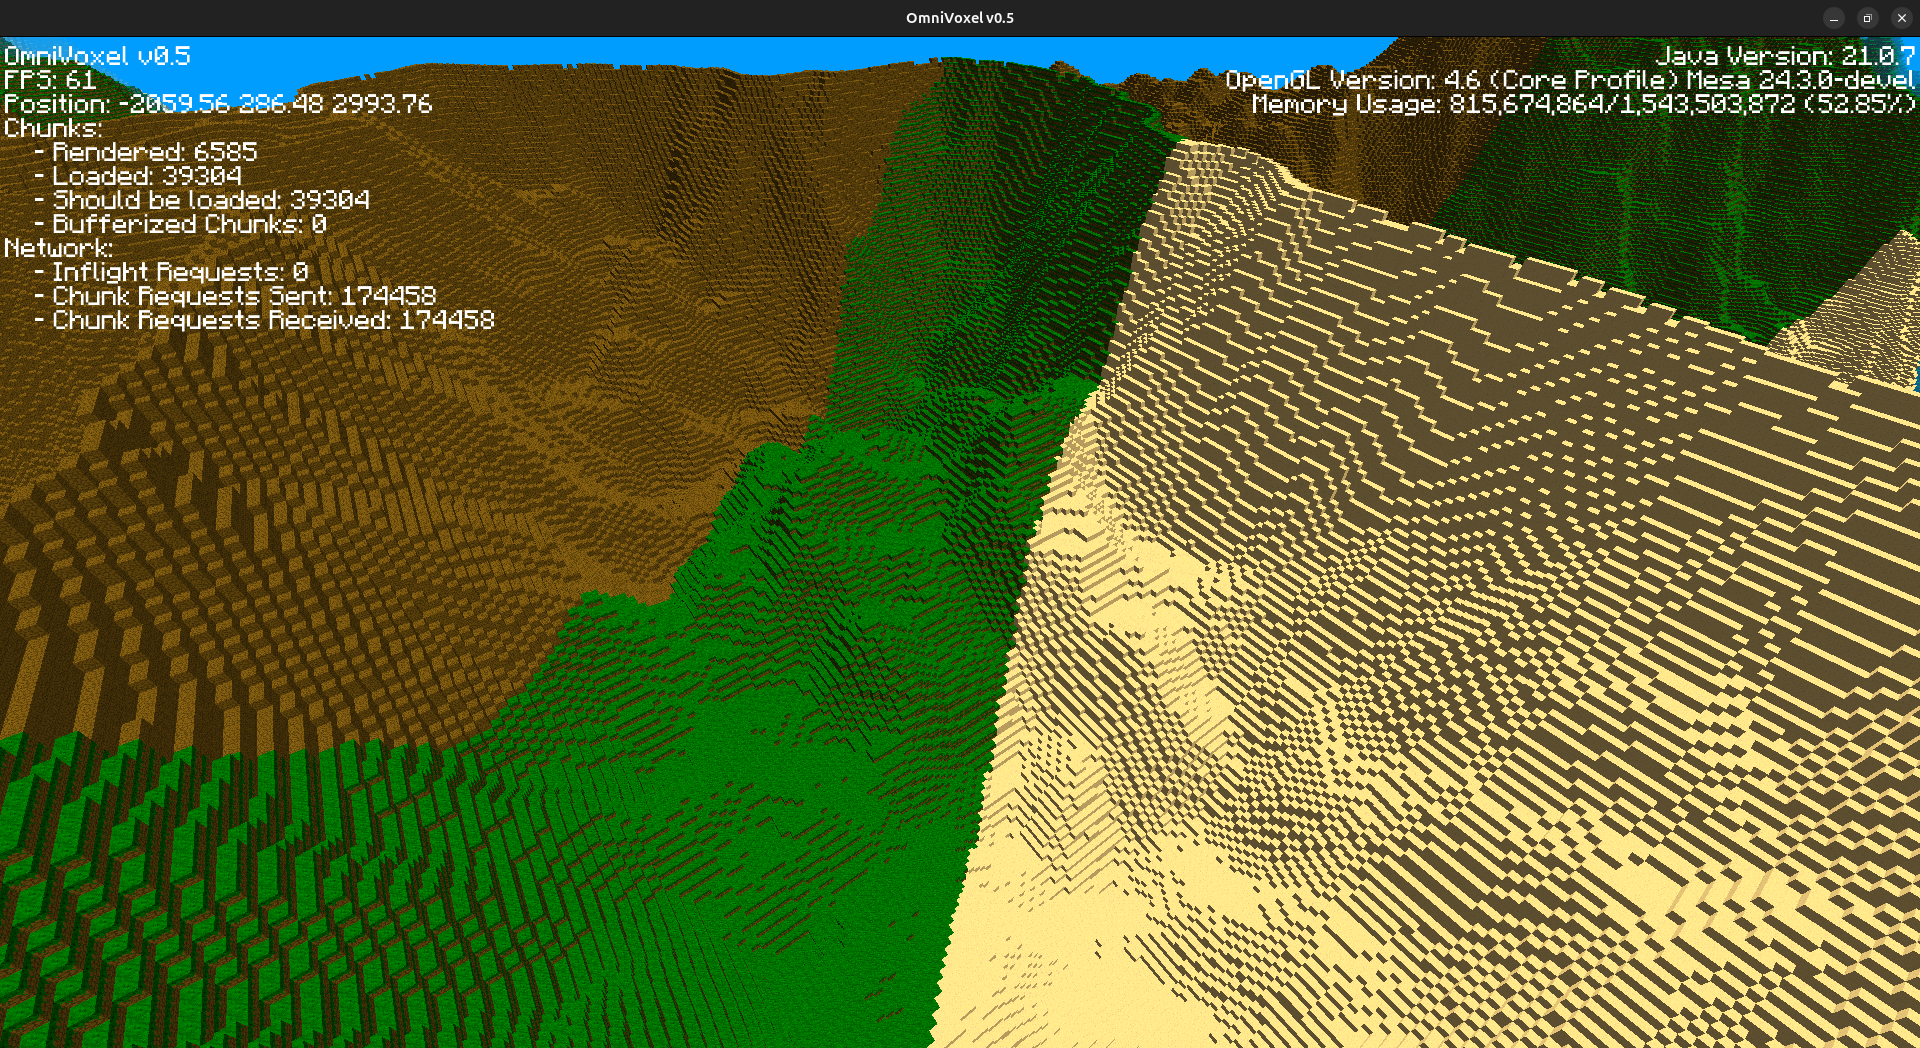 OmniVoxel v0.5
OmniVoxel v0.5
FPS: 61
Position: -2059.56 286.48 2993.76
Chunks:
- Rendered: 6585
- Loaded: 39304
- Should be loaded: 39304
- Bufferized Chunks: 0
Network:
- Inflight Requests: 0
- Chunk Requests Sent: 174458
- Chunk Requests Received: 174458
Java Version: 21.0.7
OpenGL Version: 4.6 (Core Profile) Mesa 24.3.0-devel
Memory Usage: 815,674,864/1,543,503,872 (52.85%)